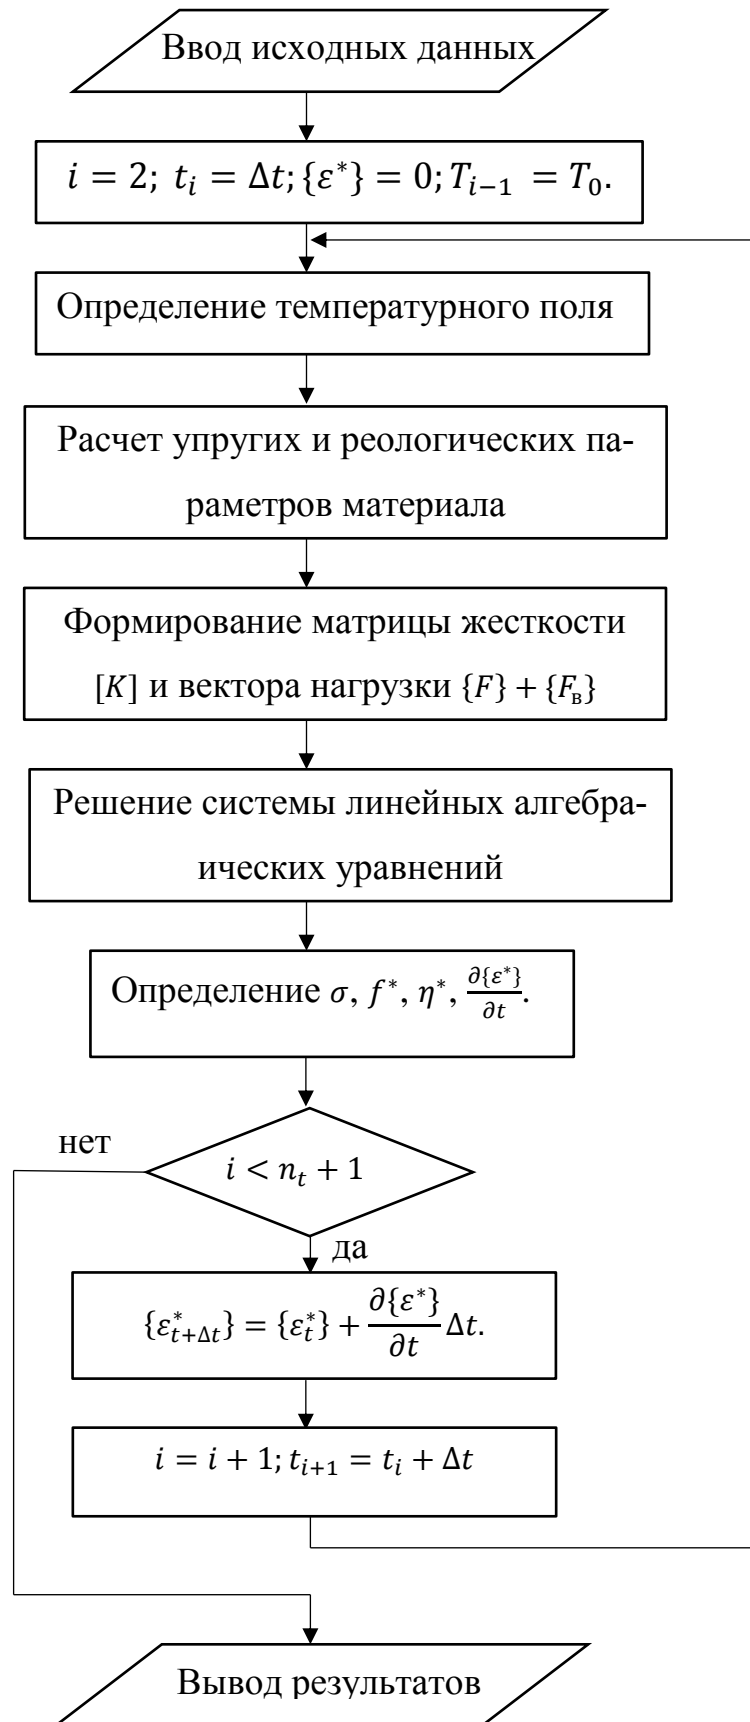 Ввод исходных данных
i = 2; t_i = Δt; {ε*} = 0; T_{i−1} = T_0.
Определение температурного поля
Расчет упругих и реологических па-
раметров материала
Формирование матрицы жесткости
[K] и вектора нагрузки {F} + {F_в}
Решение системы линейных алгебра-
ических уравнений
Определение σ, f*, η*, ∂{ε*}/∂t.
нет
i < n_t + 1
да
{ε*_{t+Δt}} = {ε*_t} + ∂{ε*}/∂t Δt.
i = i + 1; t_{i+1} = t_i + Δt
Вывод результатов